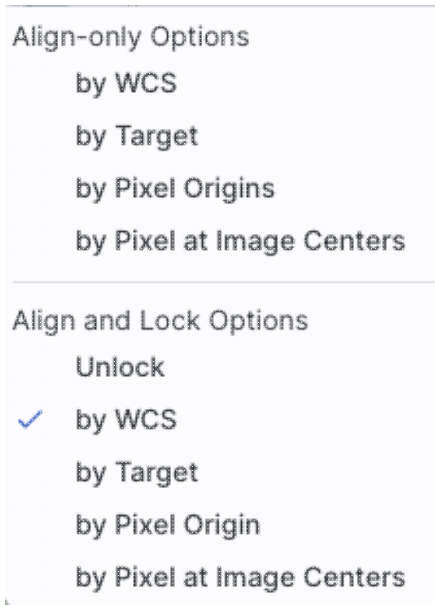 Align-only Options
by WCS
by Target
by Pixel Origins
by Pixel at Image Centers
Align and Lock Options
Unlock
by WCS
by Target
by Pixel Origin
by Pixel at Image Centers